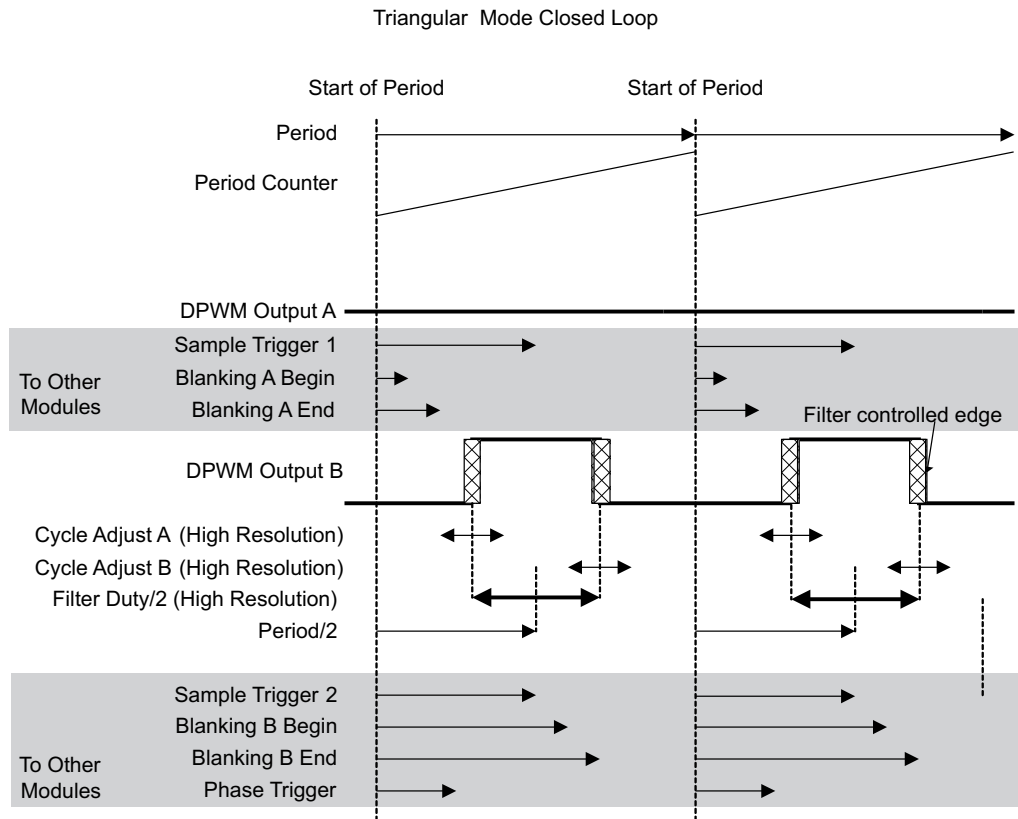 Triangular Mode Closed Loop
Start of Period
Start of Period
Period
Period Counter
DPWM Output A
Sample Trigger 1
To Other
Modules
Blanking A Begin
Blanking A End
Filter controlled edge
DPWM Output B
Cycle Adjust A (High Resolution)
Cycle Adjust B (High Resolution)
Filter Duty/2 (High Resolution)
Period/2
Sample Trigger 2
Blanking B Begin
Blanking B End
To Other
Modules
Phase Trigger